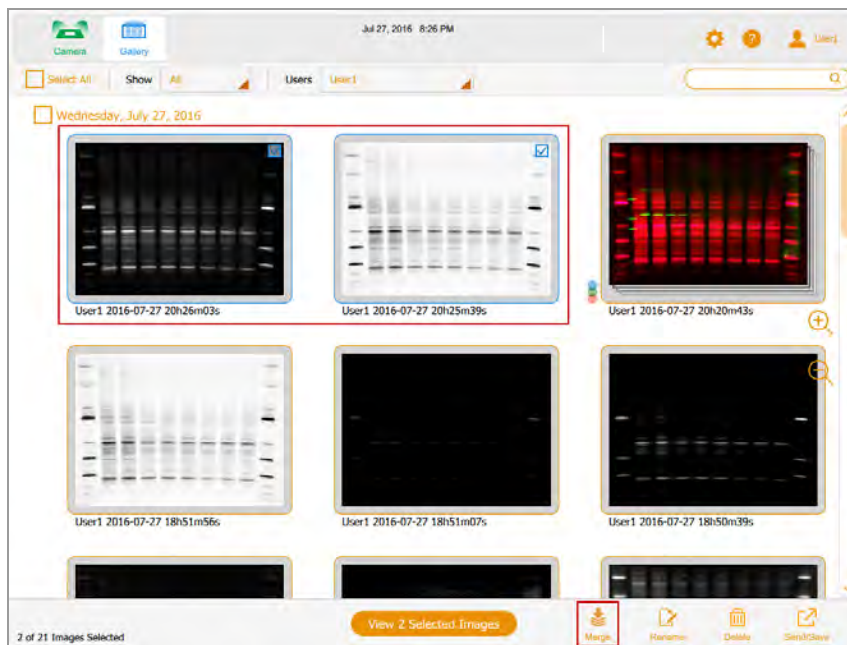 Jul 27, 2016 8:26 PM
Camera
Gallery
User1
Select All
Show
All
Users
User1
Wednesday, July 27, 2016
User1 2016-07-27 20h26m03s
User1 2016-07-27 20h25m39s
User1 2016-07-27 20h20m43s
User1 2016-07-27 18h51m56s
User1 2016-07-27 18h51m07s
User1 2016-07-27 18h50m39s
2 of 21 Images Selected
View 2 Selected Images
Merge
Rename
Delete
Send/Save